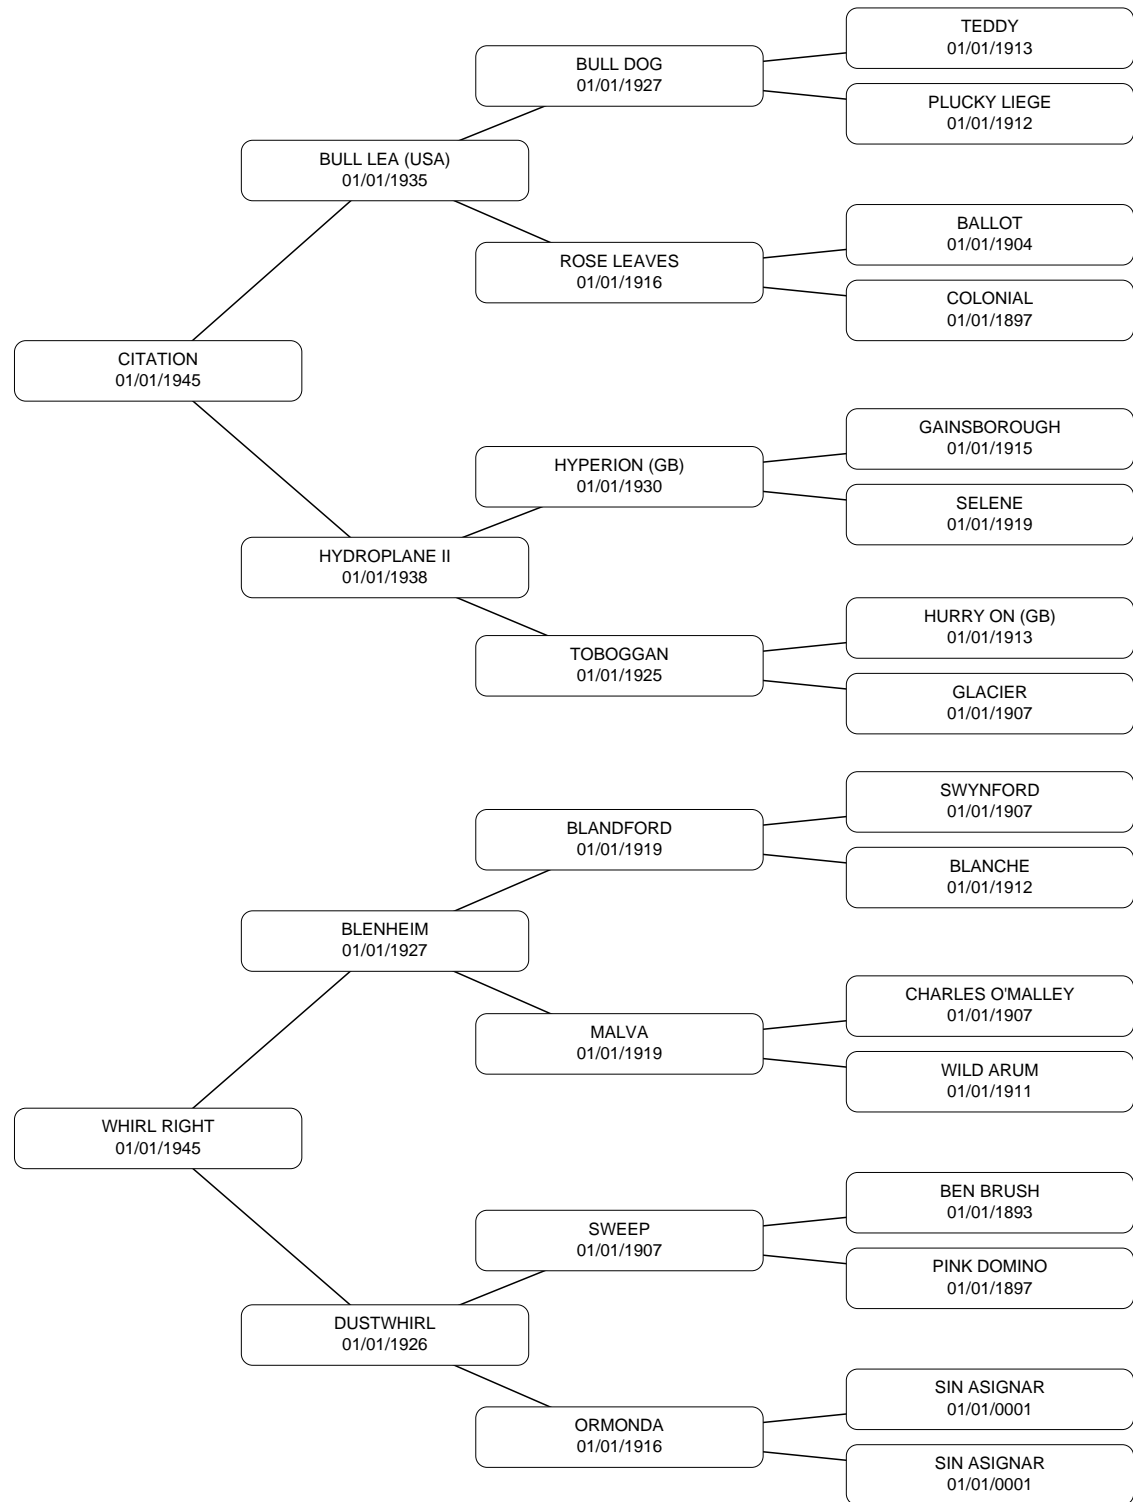 TEDDY
01/01/1913
BULL DOG
01/01/1927
PLUCKY LIEGE
01/01/1912
BULL LEA (USA)
01/01/1935
BALLOT
01/01/1904
ROSE LEAVES
01/01/1916
COLONIAL
01/01/1897
CITATION
01/01/1945
GAINSBOROUGH
01/01/1915
HYPERION (GB)
01/01/1930
SELENE
01/01/1919
HYDROPLANE II
01/01/1938
HURRY ON (GB)
01/01/1913
TOBOGGAN
01/01/1925
GLACIER
01/01/1907
SWYNFORD
01/01/1907
BLANDFORD
01/01/1919
BLANCHE
01/01/1912
BLENHEIM
01/01/1927
CHARLES O'MALLEY
01/01/1907
MALVA
01/01/1919
WILD ARUM
01/01/1911
WHIRL RIGHT
01/01/1945
BEN BRUSH
01/01/1893
SWEEP
01/01/1907
PINK DOMINO
01/01/1897
DUSTWHIRL
01/01/1926
SIN ASIGNAR
01/01/0001
ORMONDA
01/01/1916
SIN ASIGNAR
01/01/0001